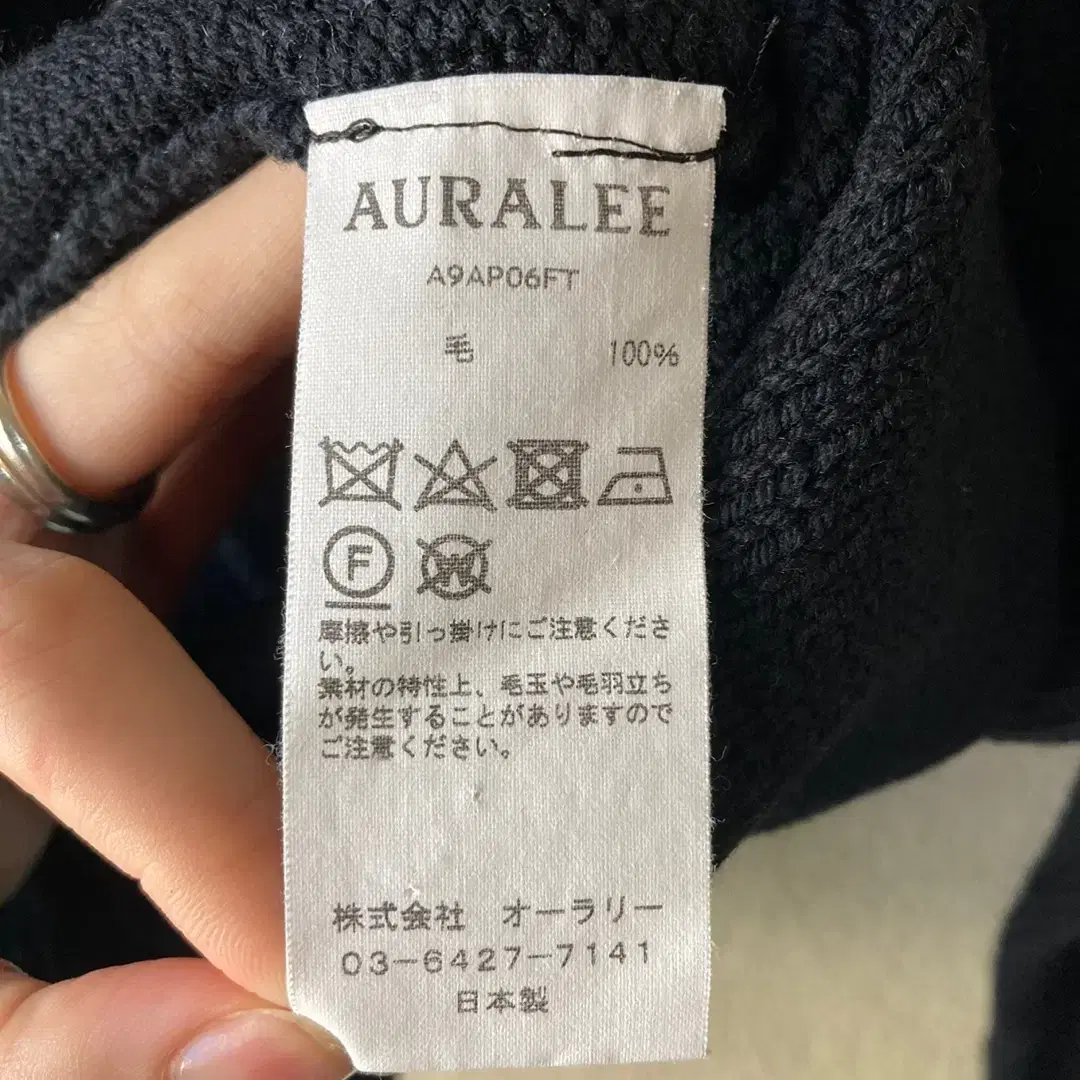 AURALEE
A9AP06FT
毛 100%
F
W
摩擦や引っ掛けにご注意くださ
い。
素材の特性上、毛玉や毛羽立ち
が発生することがありますので
ご注意ください。
株式会社 オーラリー
03-6427-7141
日本製